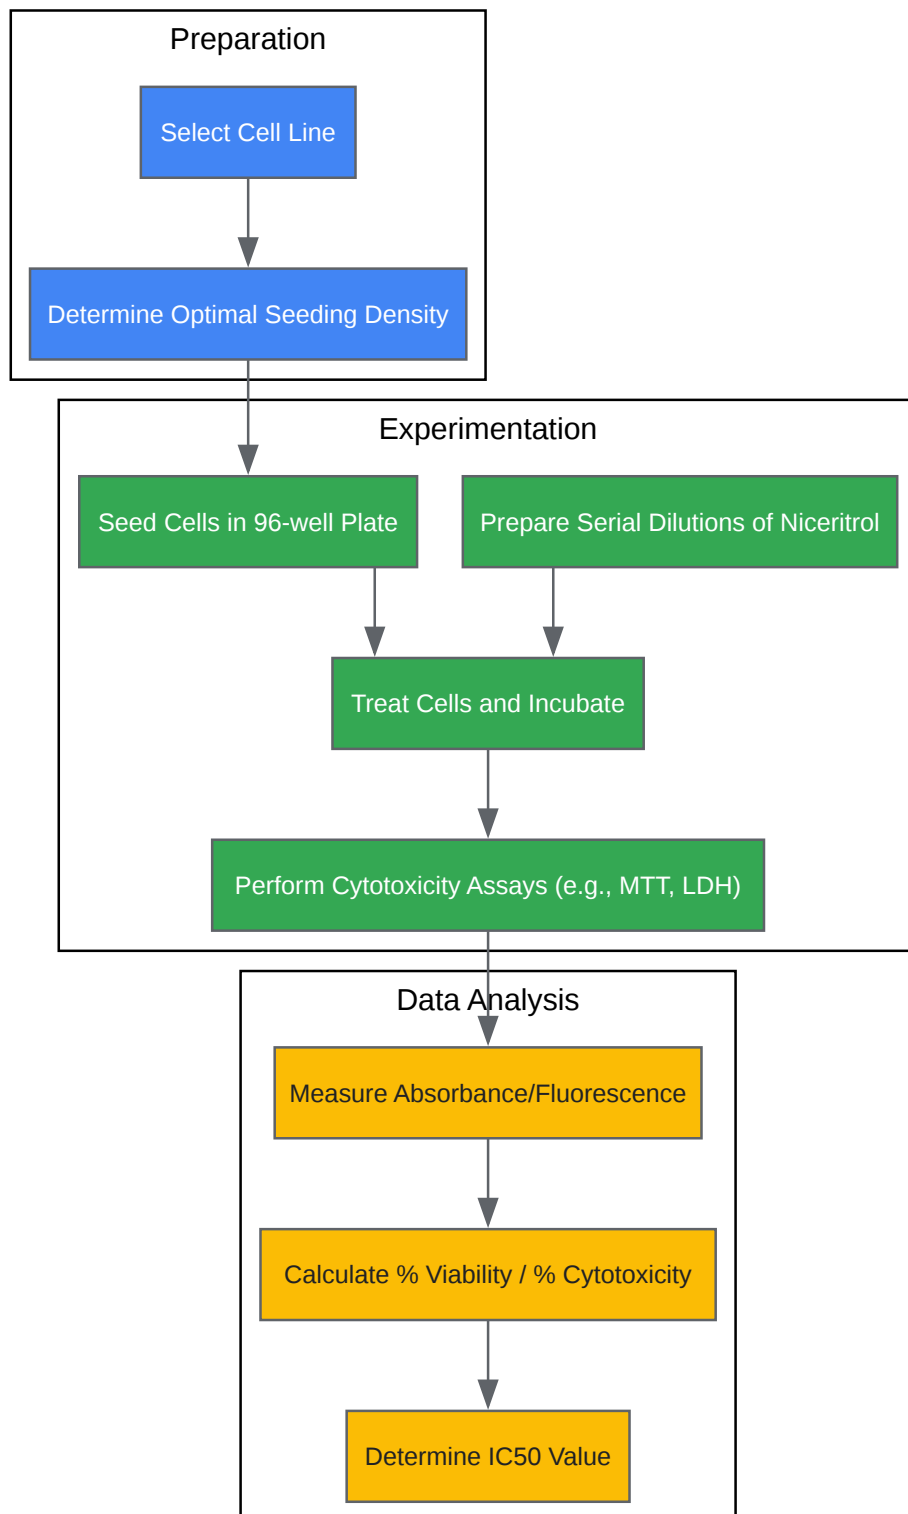 Preparation
Select Cell Line
Determine Optimal Seeding Density
Experimentation
Seed Cells in 96-well Plate
Prepare Serial Dilutions of Niceritrol
Treat Cells and Incubate
Perform Cytotoxicity Assays (e.g., MTT, LDH)
Data Analysis
Measure Absorbance/Fluorescence
Calculate % Viability / % Cytotoxicity
Determine IC50 Value